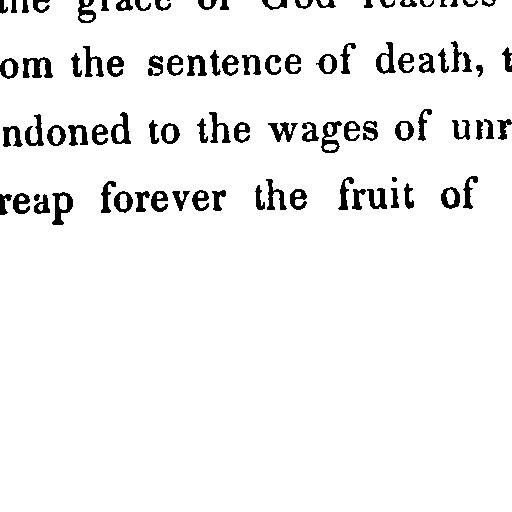 the grace of God reaches
om the sentence of death, t
ndoned to the wages of unr
reap forever the fruit of